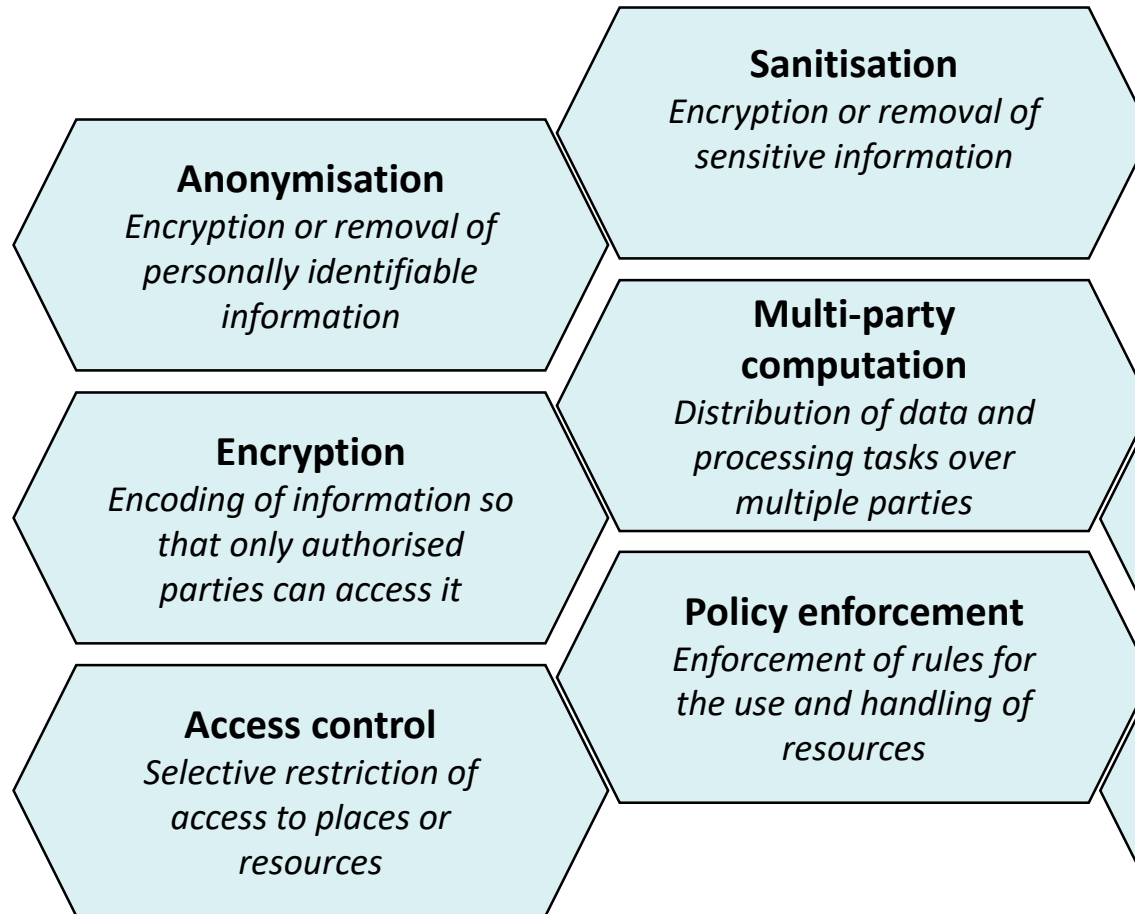 Sanitisation
Encryption or removal of
sensitive information
Anonymisation
Encryption or removal of
personally identifiable
information
Multi-party
computation
Distribution of data and
processing tasks over
multiple parties
Encryption
Encoding of information so
that only authorised
parties can access it
Policy enforcement
Enforcement of rules for
the use and handling of
resources
Access control
Selective restriction of
access to places or
resources